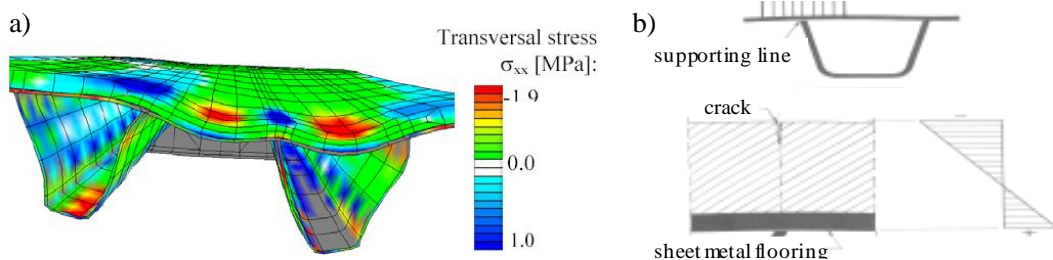 a)
Transversal stress
σxx [MPa]:
-1.9
0.0
1.0
b)
supporting line
crack
sheet metal flooring